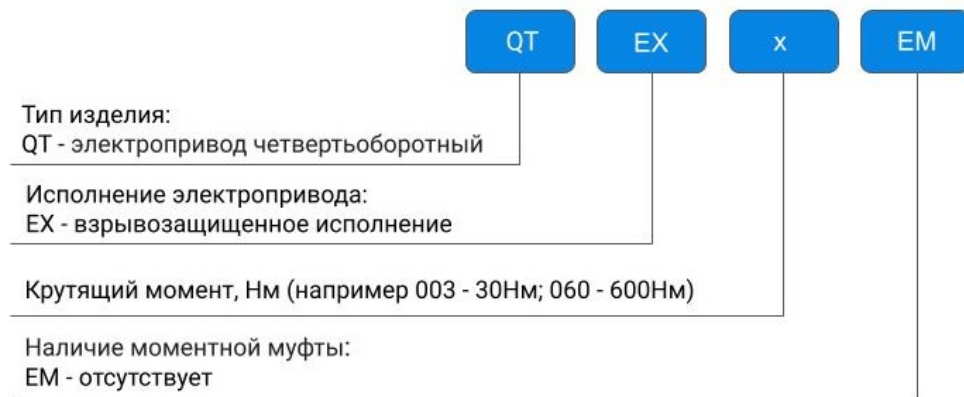 QT EX x EM
Тип изделия:
QT - электропривод четвертьоборотный
Исполнение электропривода:
EX - взрывозащищенное исполнение
Крутящий момент, Нм (например 003 - 30Нм; 060 - 600Нм)
Наличие моментной муфты:
EM - отсутствует